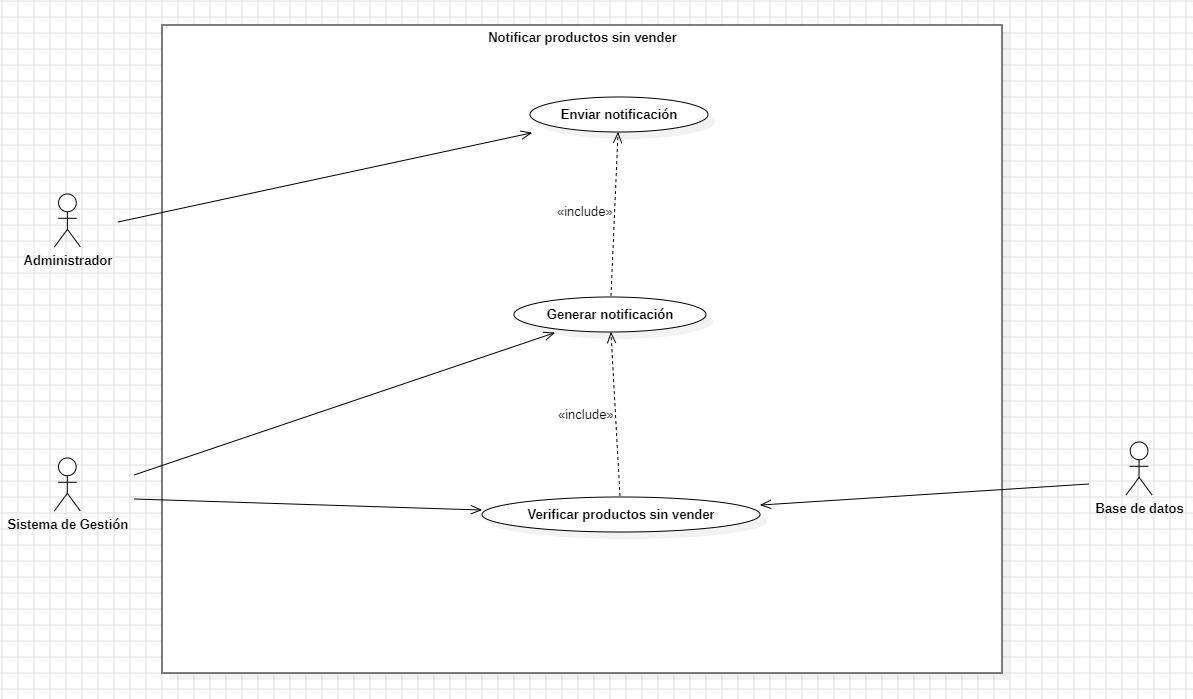 Notificar productos sin vender
Enviar notificación
«include»
Administrador
Generar notificación
«include»
Sistema de Gestión
Verificar productos sin vender
Base de datos